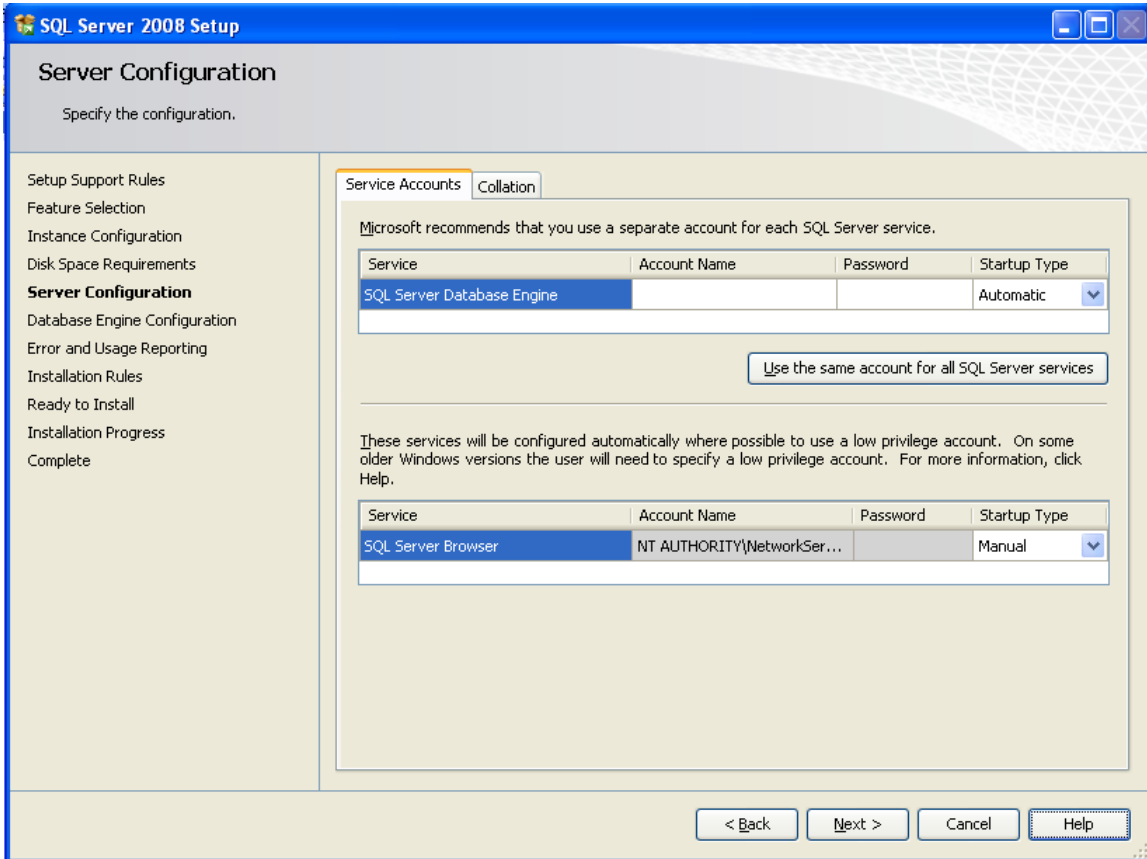 SQL Server 2008 Setup
Server Configuration
Specify the configuration.
Setup Support Rules
Feature Selection
Instance Configuration
Disk Space Requirements
Server Configuration
Database Engine Configuration
Error and Usage Reporting
Installation Rules
Ready to Install
Installation Progress
Complete
Service Accounts Collation
Microsoft recommends that you use a separate account for each SQL Server service.
Service Account Name Password Startup Type
SQL Server Database Engine Automatic
Use the same account for all SQL Server services
These services will be configured automatically where possible to use a low privilege account. On some
older Windows versions the user will need to specify a low privilege account. For more information, click
Help.
Service Account Name Password Startup Type
SQL Server Browser NT AUTHORITY\NetworkSer... Manual
< Back Next > Cancel Help